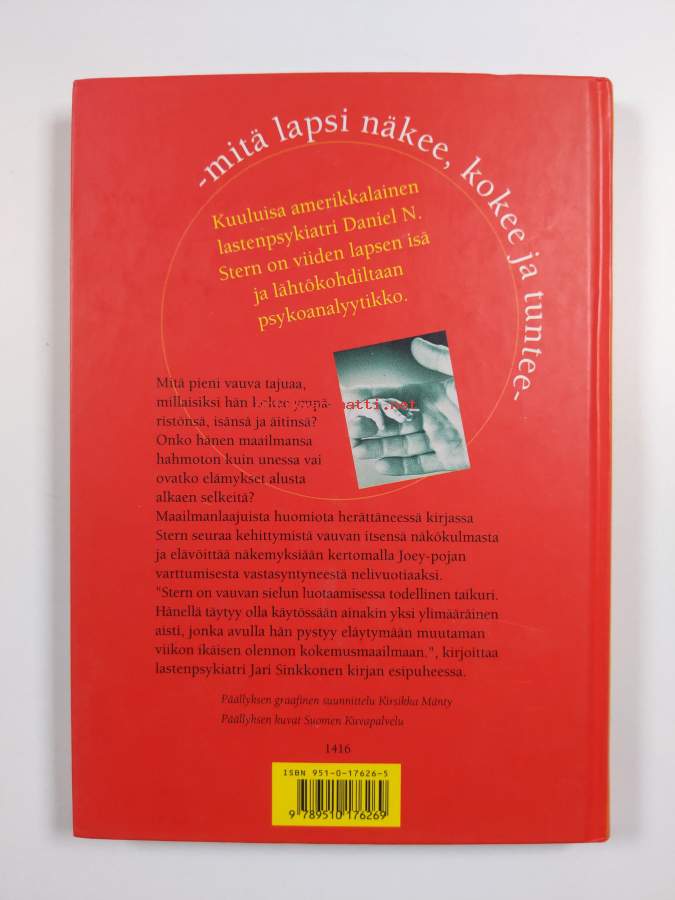 -mitä lapsi näkee, kokee ja tuntee-
Kuuluisa amerikkalainen
lastenpsykiatri Daniel N.
Stern on viiden lapsen isä
ja lähtökohdiltaan
psykoanalyytikko.
Mitä pieni vauva tajuaa,
millaisiksi hän kokee ympä-
ristönsä, isänsä ja äitinsä?
Onko hänen maailmansa
hahmoton kuin unessa vai
ovatko elämykset alusta
alkaen selkeitä?
Maailmanlaajuista huomiota herättäneessä kirjassa
Stern seuraa kehittymistä vauvan itsensä näkökulmasta
ja elävöittää näkemyksiään kertomalla Joey-pojan
varttumisesta vastasyntyneestä nelivuotiaaksi.
"Stern on vauvan sielun luotaamisessa todellinen taikuri.
Hänellä täytyy olla käytössään ainakin yksi ylimääräinen
aisti, jonka avulla hän pystyy eläytymään muutaman
viikon ikäisen olennon kokemusmaailmaan.", kirjoittaa
lastenpsykiatri Jari Sinkkonen kirjan esipuheessa.
Päällyksen graafinen suunnittelu Kirsikka Mänty
Päällyksen kuvat Suomen Kuvapalvelu
1416
ISBN 951-0-17626-5
9 789510 176269